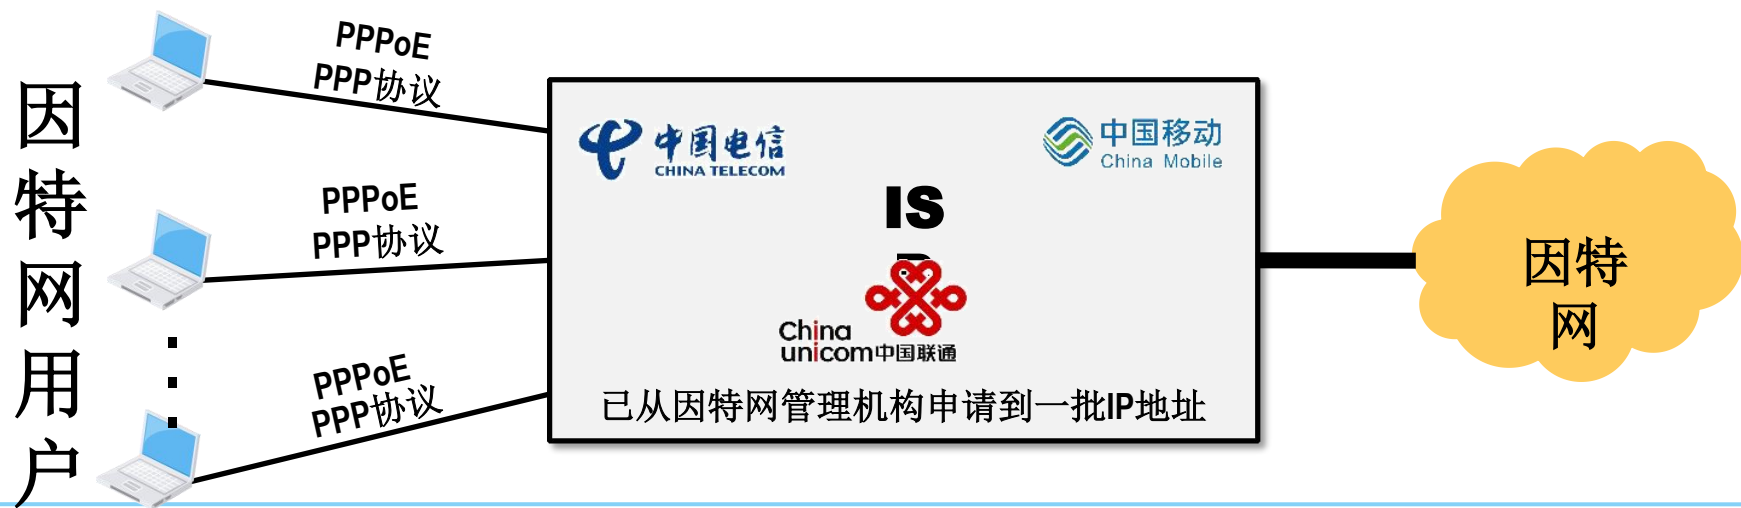 因特网用户
PPPoE
PPP协议
PPPoE
PPP协议
PPPoE
PPP协议
中国电信
CHINA TELECOM
中国移动
China Mobile
IS
China
unicom中国联通
已从因特网管理机构申请到一批IP地址
因特
网